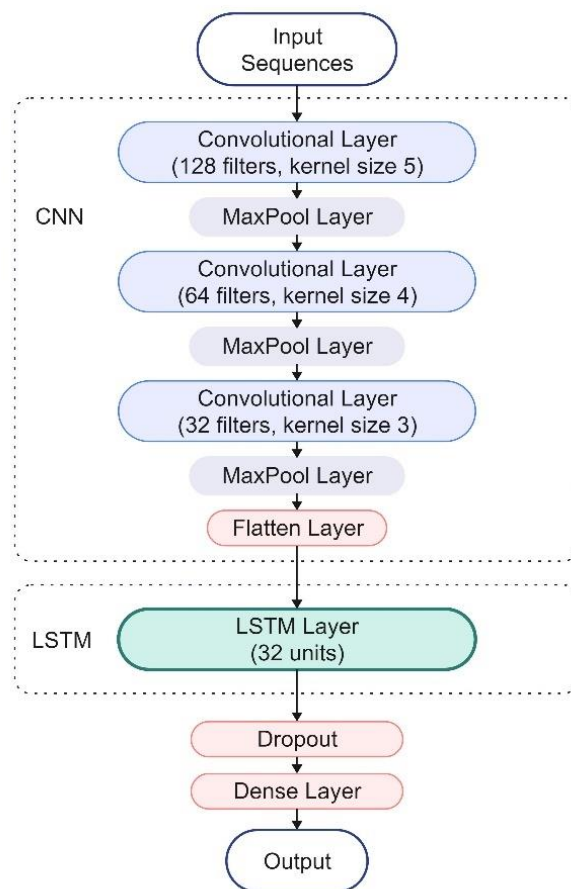 Input
Sequences
CNN
Convolutional Layer
(128 filters, kernel size 5)
MaxPool Layer
Convolutional Layer
(64 filters, kernel size 4)
MaxPool Layer
Convolutional Layer
(32 filters, kernel size 3)
MaxPool Layer
Flatten Layer
LSTM
LSTM Layer
(32 units)
Dropout
Dense Layer
Output